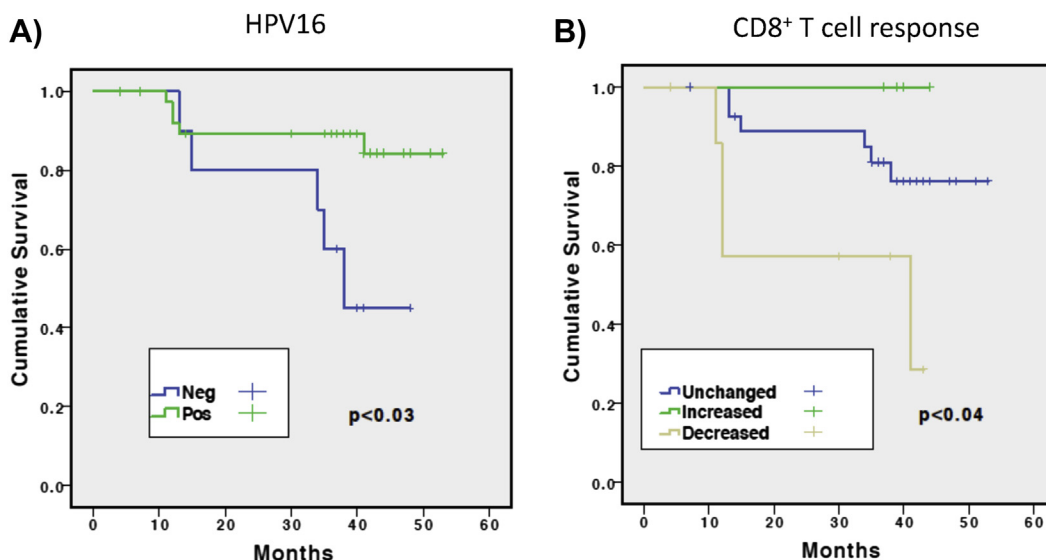 A)
HPV16
Cumulative Survival
1.0
0.8
0.6
0.4
0.2
0.0
Neg
Pos
p<0.03
0 10 20 30 40 50 60
Months
B)
CD8⁺ T cell response
Cumulative Survival
1.0
0.8
0.6
0.4
0.2
0.0
Unchanged
Increased
Decreased
p<0.04
0 10 20 30 40 50 60
Months